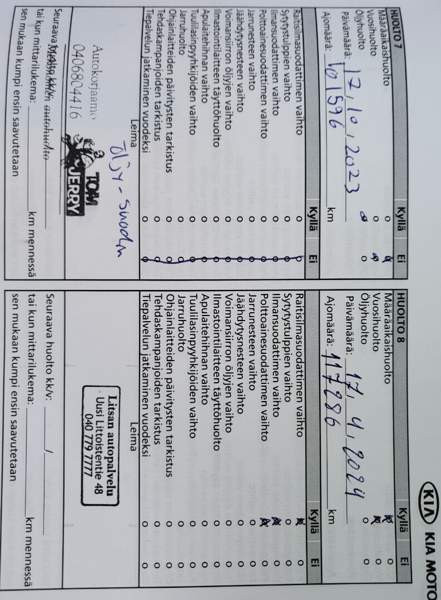 KIA KIA MOTO
HUOLTO 7 Kyllä Ei
Määräaikaishuolto
Vuosihuolto
Öljyhuolto
Päivämäärä: 17.10.2023
Ajomäärä: 101596 km
Kyllä Ei
Raitisilmasuodattimen vaihto
Sytytystulppien vaihto
Ilmansuodattimen vaihto
Polttoainesuodattimen vaihto
Jarrunesteen vaihto
Jäähdytysnesteen vaihto
Voimansiirron öljyjen vaihto
Ilmastointilaitteen täyttöhuolto
Apulaitehihnan vaihto
Tuulilasinpyyhkijöiden vaihto
Jarruhuolto
Ohjainlaitteiden päivitysten tarkistus
Tehdaskampanjoiden tarkistus
Tiepalvelun jatkaminen vuodeksi
Leima
Öljy-suodin
Autokorjaamo
0406804416
TOM
JERRY
Seuraava huolto kk/v:
tai kun mittarilukema: km mennessä
sen mukaan kumpi ensin saavutetaan
HUOLTO 8 Kyllä Ei
Määräaikaishuolto
Vuosihuolto
Öljyhuolto
Päivämäärä: 17.4.2024
Ajomäärä: 117286 km
Kyllä Ei
Raitisilmasuodattimen vaihto
Sytytystulppien vaihto
Ilmansuodattimen vaihto
Polttoainesuodattimen vaihto
Jarrunesteen vaihto
Jäähdytysnesteen vaihto
Voimansiirron öljyjen vaihto
Ilmastointilaitteen täyttöhuolto
Apulaitehihnan vaihto
Tuulilasinpyyhkijöiden vaihto
Jarruhuolto
Ohjainlaitteiden päivitysten tarkistus
Tehdaskampanjoiden tarkistus
Tiepalvelun jatkaminen vuodeksi
Leima
Litsan autopalvelu
Uusi Littoistentie 48
040 779 7777
Seuraava huolto kk/v: /
tai kun mittarilukema: km mennessä
sen mukaan kumpi ensin saavutetaan